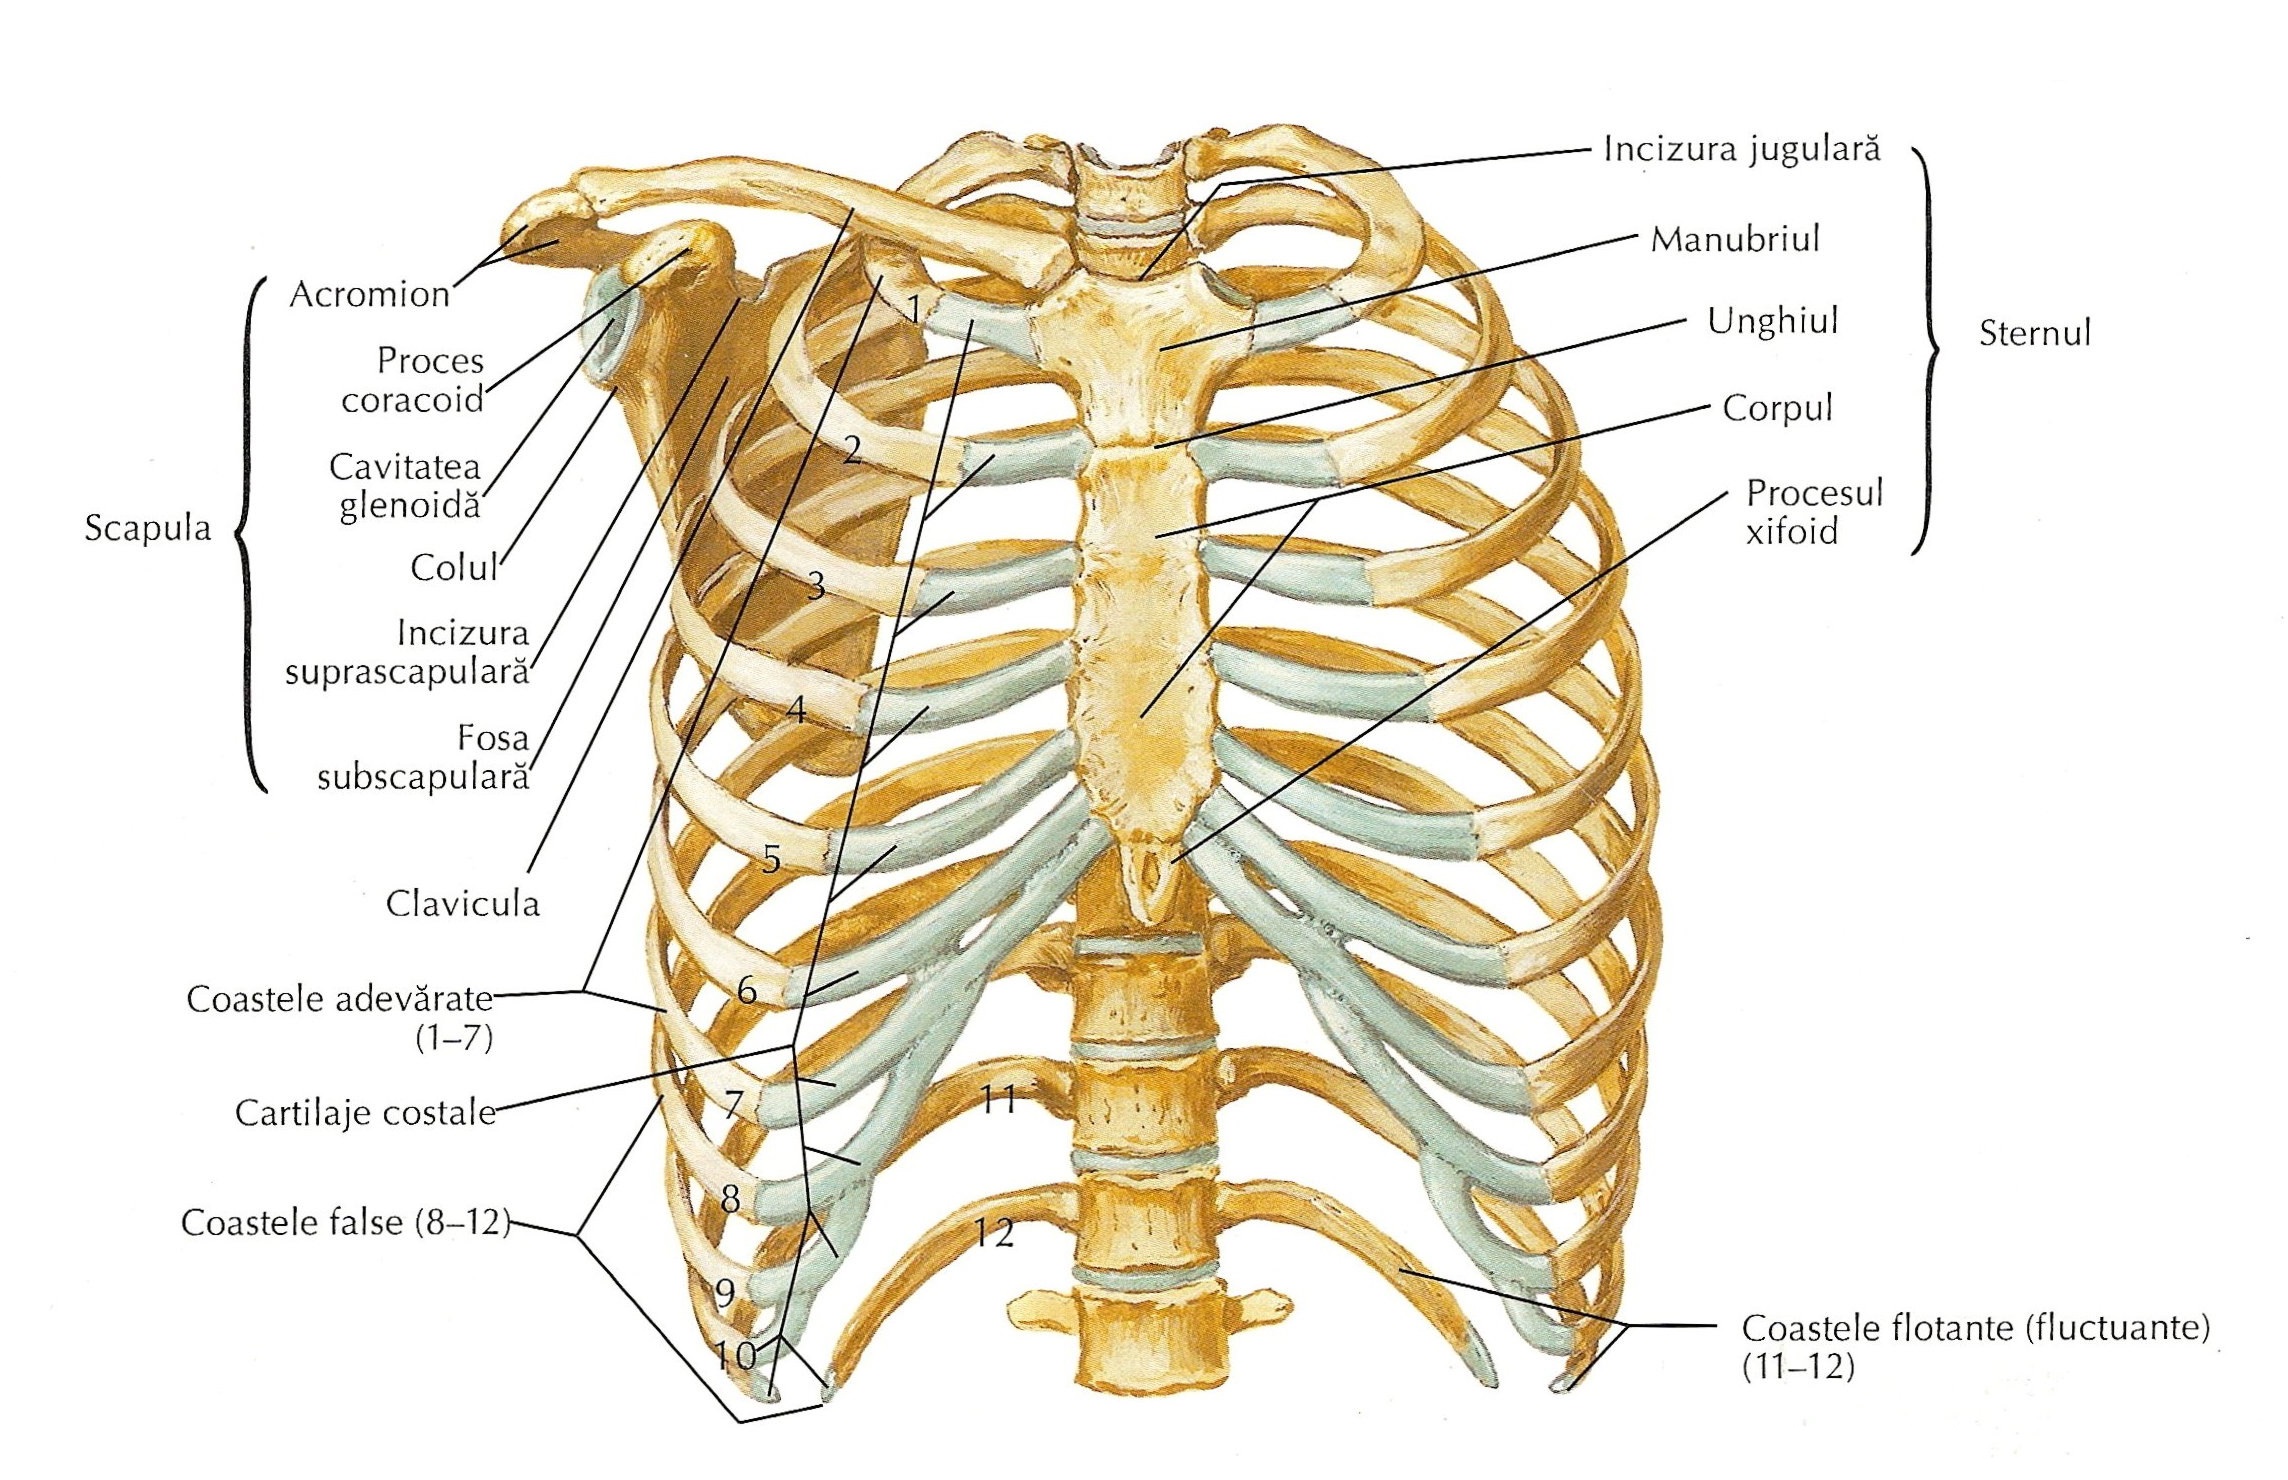 Incizura jugulară
Manubriul
Unghiul
Corpul
Procesul
xifoid
Sternul
Acromion
Proces
coracoid
Cavitatea
glenoidă
Colul
Incizura
suprascapulară
Fosa
subscapulară
Scapula
Clavicula
Coastele adevărate
(1–7)
Cartilaje costale
Coastele false (8–12)
Coastele flotante (fluctuante)
(11–12)
1
2
3
4
5
6
7
8
9
10
11
12